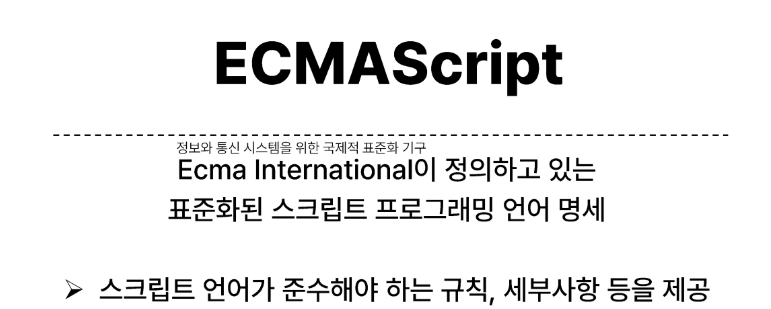 ECMAScript
정보와 통신 시스템을 위한 국제적 표준화 기구
Ecma International이 정의하고 있는
표준화된 스크립트 프로그래밍 언어 명세
➢ 스크립트 언어가 준수해야 하는 규칙, 세부사항 등을 제공